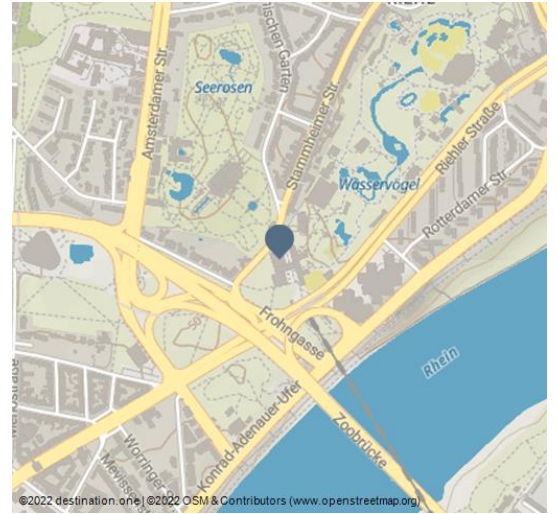 Seerosen
Amsterdamer Str.
Stammheimer Str
Wasservögel
Riehler Straße
Rotterdamer Str.
Frohngasse
Rhein
Zoobrücke
Konrad-Adenauer-Ufer
©2022 destination.one | ©2022 OSM & Contributors (www.openstreetmap.org)